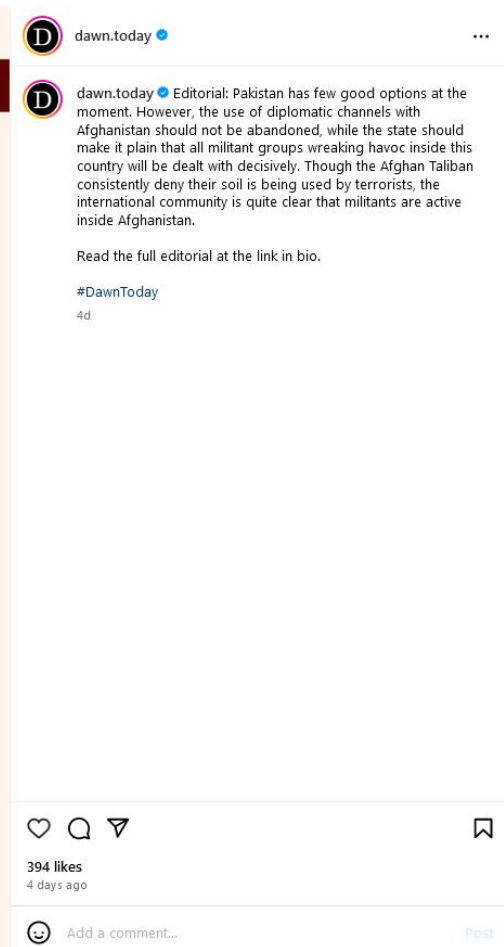 dawn.today
dawn.today Editorial: Pakistan has few good options at the
moment. However, the use of diplomatic channels with
Afghanistan should not be abandoned, while the state should
make it plain that all militant groups wreaking havoc inside this
country will be dealt with decisively. Though the Afghan Taliban
consistently deny their soil is being used by terrorists, the
international community is quite clear that militants are active
inside Afghanistan.
Read the full editorial at the link in bio.
#DawnToday
4d
394 likes
4 days ago
Add a comment...
Post